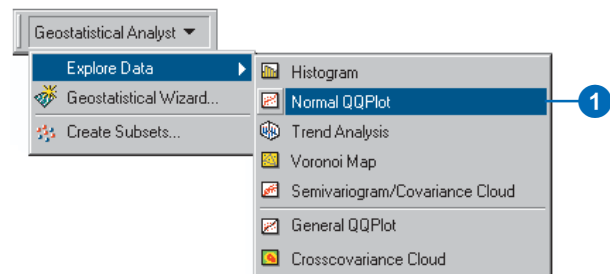 Geostatistical Analyst
Explore Data
Geostatistical Wizard...
Create Subsets...
Histogram
Normal QQPlot
1
Trend Analysis
Voronoi Map
Semivariogram/Covariance Cloud
General QQPlot
Crosscovariance Cloud